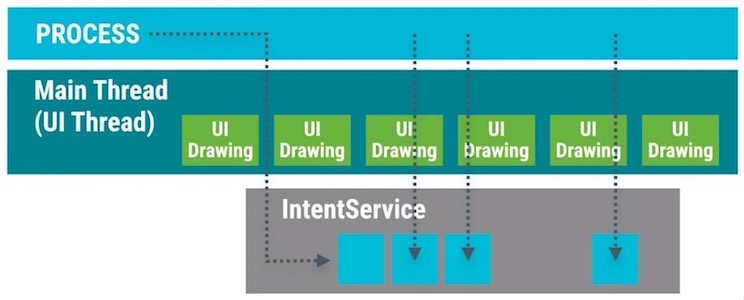 PROCESS
Main Thread
(UI Thread)
UI
Drawing
UI
Drawing
UI
Drawing
UI
Drawing
UI
Drawing
UI
Drawing
IntentService